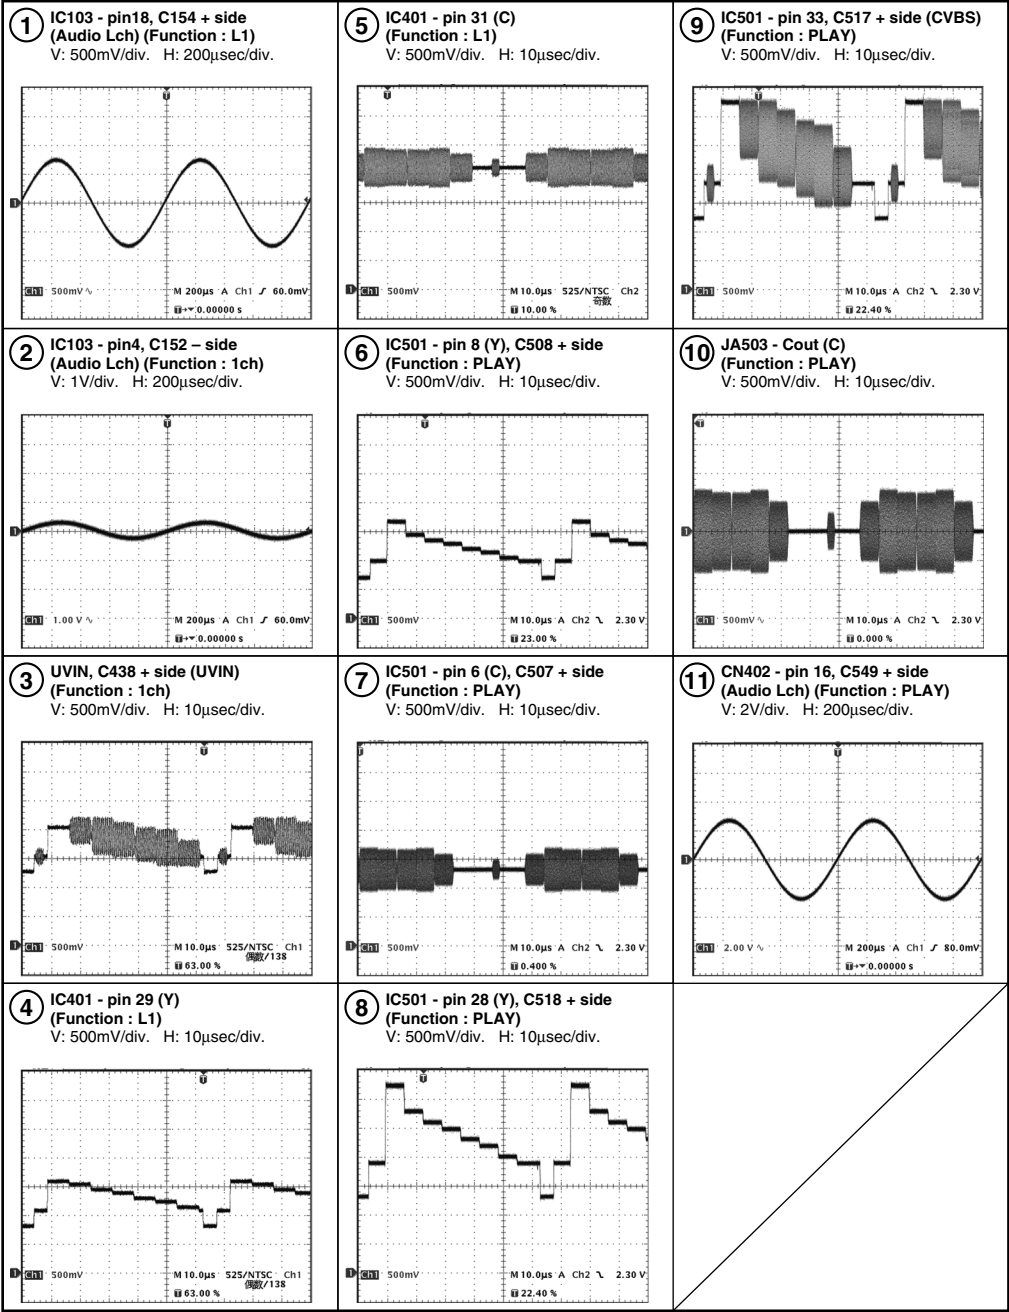 1
IC103 - pin18, C154 + side
(Audio Lch) (Function : L1)
V: 500mV/div. H: 200μsec/div.
T
1
Ch1 500mV∿ M 200μs A Ch1 ƒ 60.0mV
T→▼ 0.00000 s
2
IC103 - pin4, C152 – side
(Audio Lch) (Function : 1ch)
V: 1V/div. H: 200μsec/div.
T
1
Ch1 1.00 V∿ M 200μs A Ch1 ƒ 60.0mV
T→▼ 0.00000 s
3
UVIN, C438 + side (UVIN)
(Function : 1ch)
V: 500mV/div. H: 10μsec/div.
T
1
Ch1 500mV M 10.0μs 525/NTSC Ch1
偶数/138
T 63.00 %
4
IC401 - pin 29 (Y)
(Function : L1)
V: 500mV/div. H: 10μsec/div.
T
1
Ch1 500mV M 10.0μs 525/NTSC Ch1
偶数/138
T 63.00 %
5
IC401 - pin 31 (C)
(Function : L1)
V: 500mV/div. H: 10μsec/div.
T
1
Ch1 500mV M 10.0μs 525/NTSC Ch2
奇数
T 10.00 %
6
IC501 - pin 8 (Y), C508 + side
(Function : PLAY)
V: 500mV/div. H: 10μsec/div.
T
1
Ch1 500mV M 10.0μs A Ch2 ʅ 2.30 V
T 23.00 %
7
IC501 - pin 6 (C), C507 + side
(Function : PLAY)
V: 500mV/div. H: 10μsec/div.
T
1
Ch1 500mV M 10.0μs A Ch2 ʅ 2.30 V
T 0.400 %
8
IC501 - pin 28 (Y), C518 + side
(Function : PLAY)
V: 500mV/div. H: 10μsec/div.
T
1
Ch1 500mV M 10.0μs A Ch2 ʅ 2.30 V
T 22.40 %
9
IC501 - pin 33, C517 + side (CVBS)
(Function : PLAY)
V: 500mV/div. H: 10μsec/div.
T
1
Ch1 500mV M 10.0μs A Ch2 ʅ 2.30 V
T 22.40 %
10
JA503 - Cout (C)
(Function : PLAY)
V: 500mV/div. H: 10μsec/div.
T
1
Ch1 500mV M 10.0μs A Ch2 ʅ 2.30 V
T 0.000 %
11
CN402 - pin 16, C549 + side
(Audio Lch) (Function : PLAY)
V: 2V/div. H: 200μsec/div.
T
1
Ch1 2.00 V∿ M 200μs A Ch1 ƒ 80.0mV
T→▼ 0.00000 s